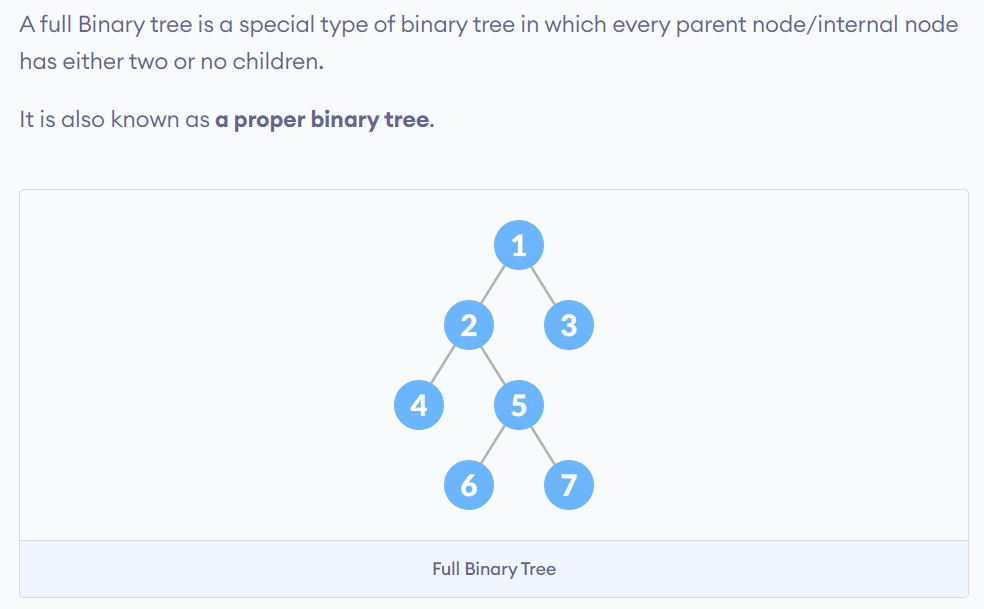 A full Binary tree is a special type of binary tree in which every parent node/internal node
has either two or no children.
It is also known as a proper binary tree.
1
2 3
4 5
6 7
Full Binary Tree